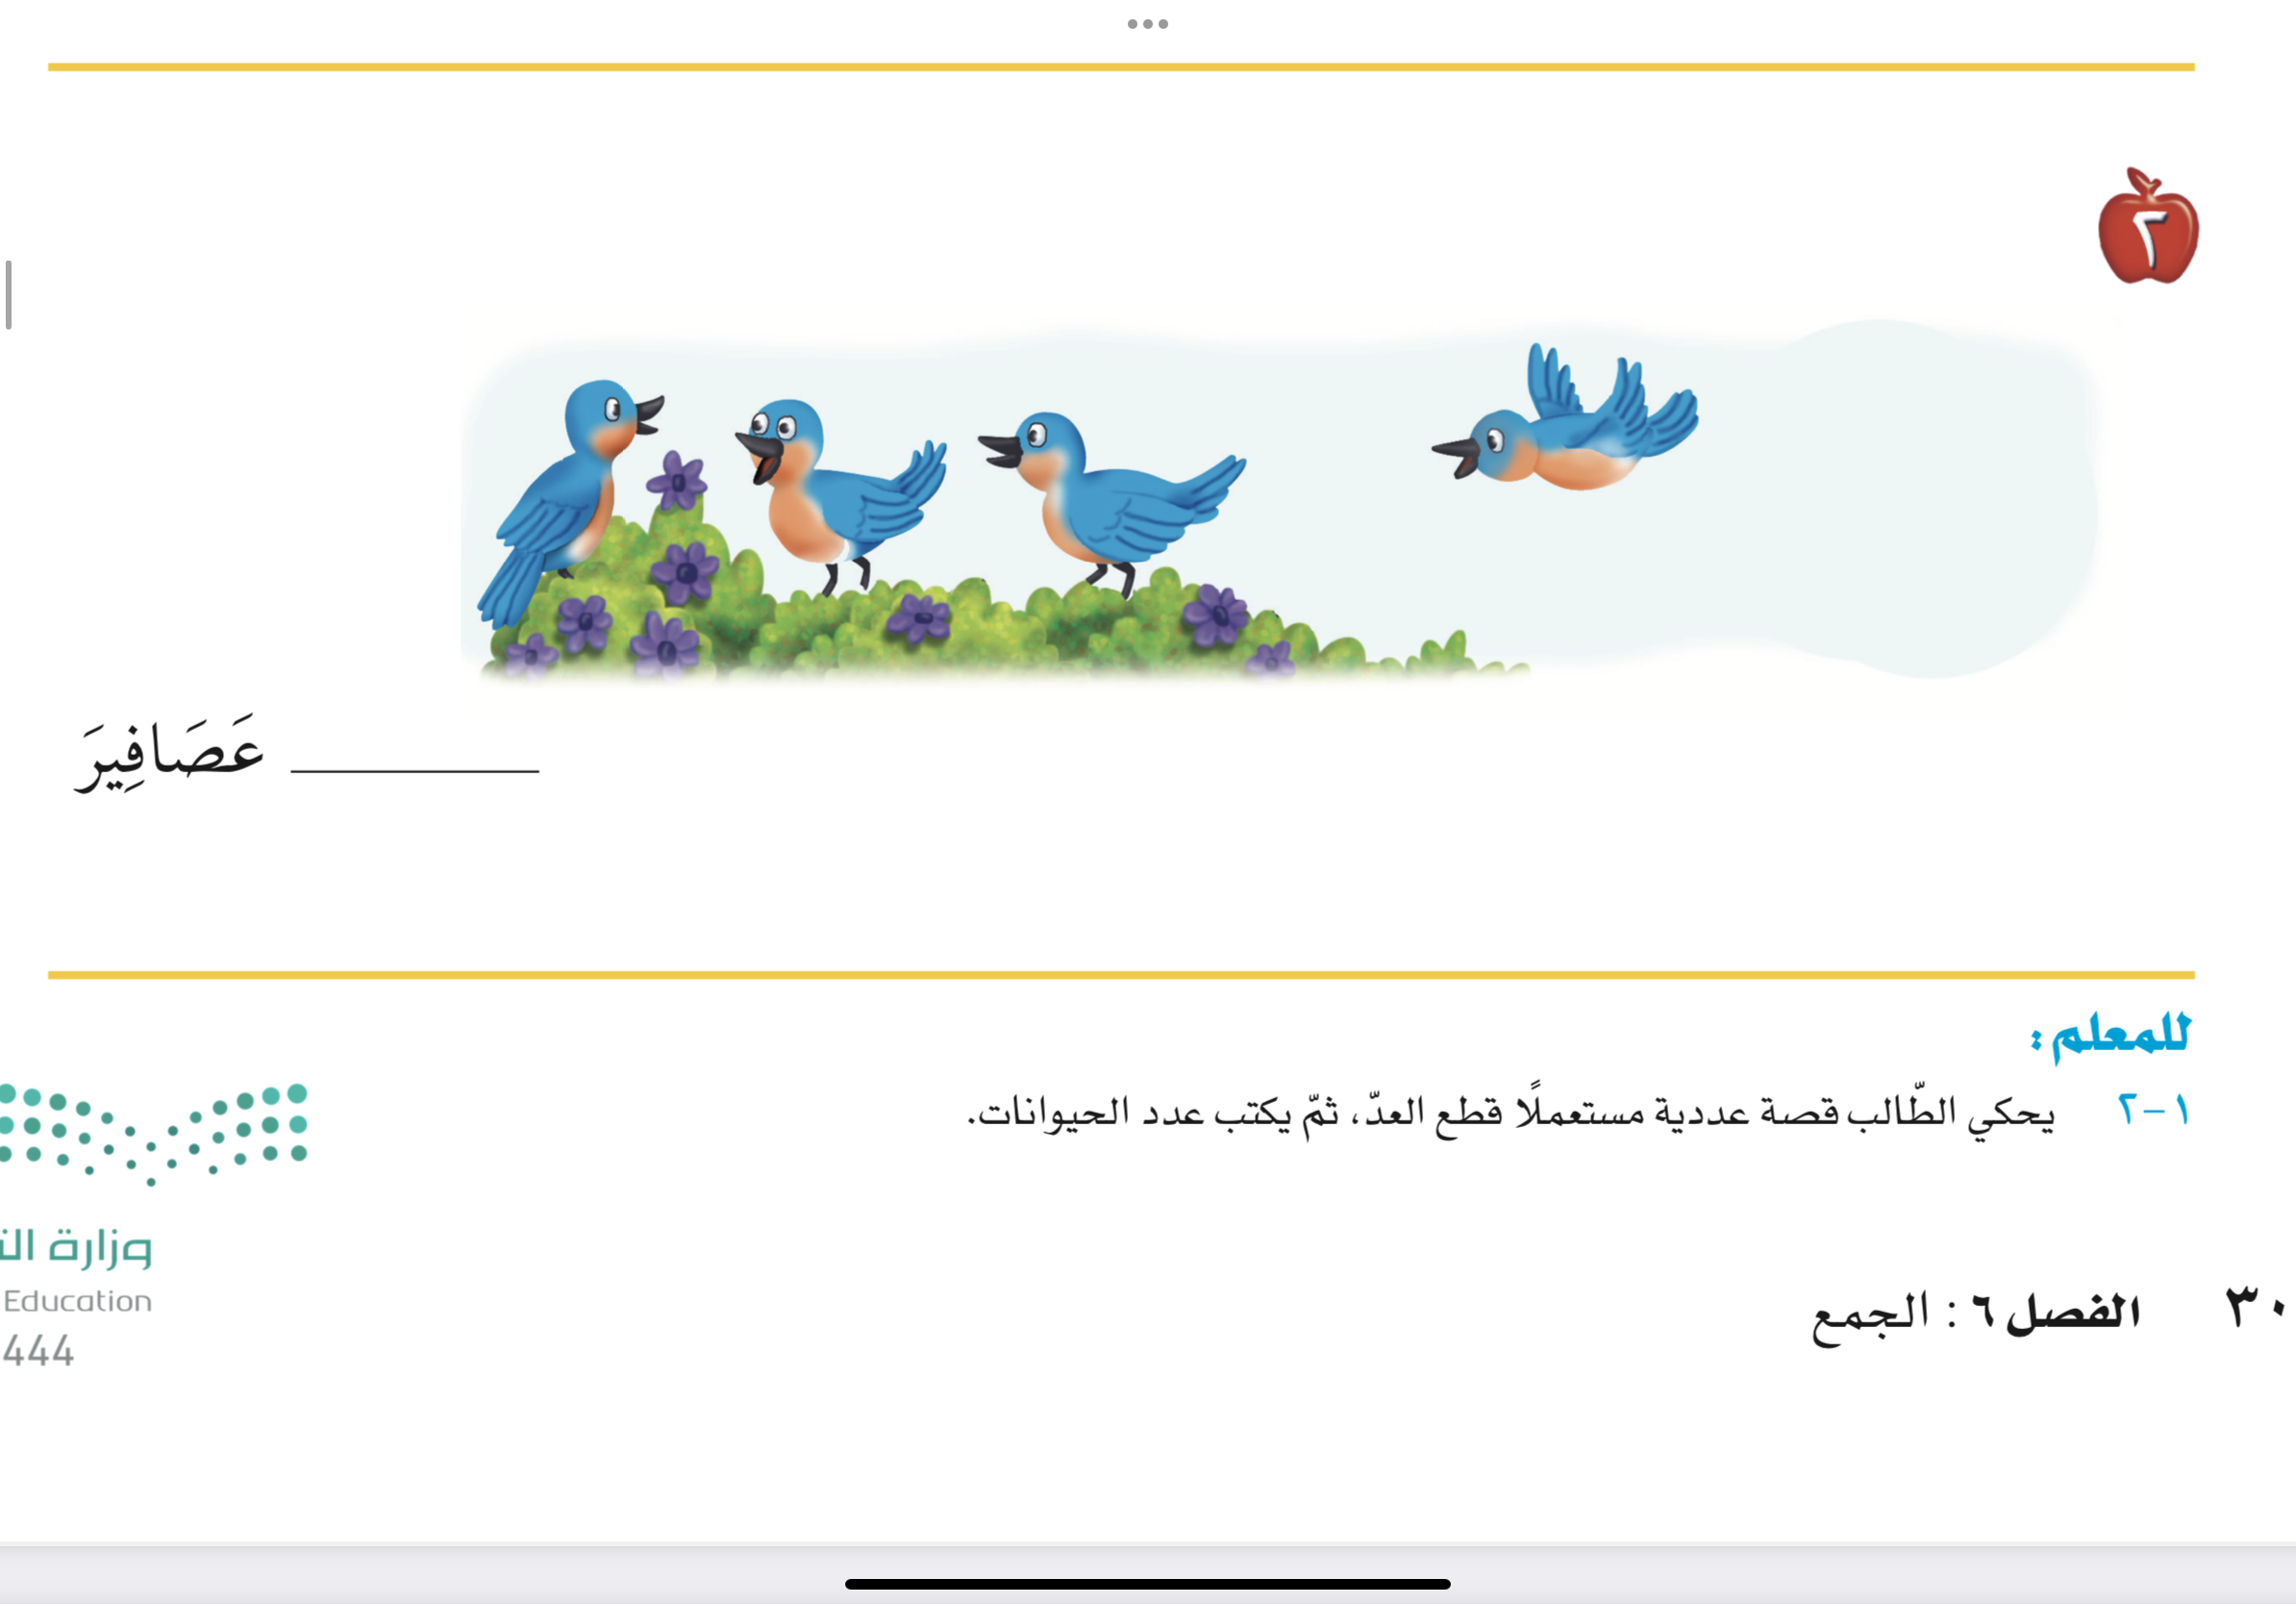 ٢
_________ عَصَافِيرَ
للمعلم:
١-٢ يحكي الطّالب قصة عددية مستعملًا قطع العدّ، ثمّ يكتب عدد الحيوانات.
وزارة
Education
444
٣٠ الفصل ٦ : الجمع